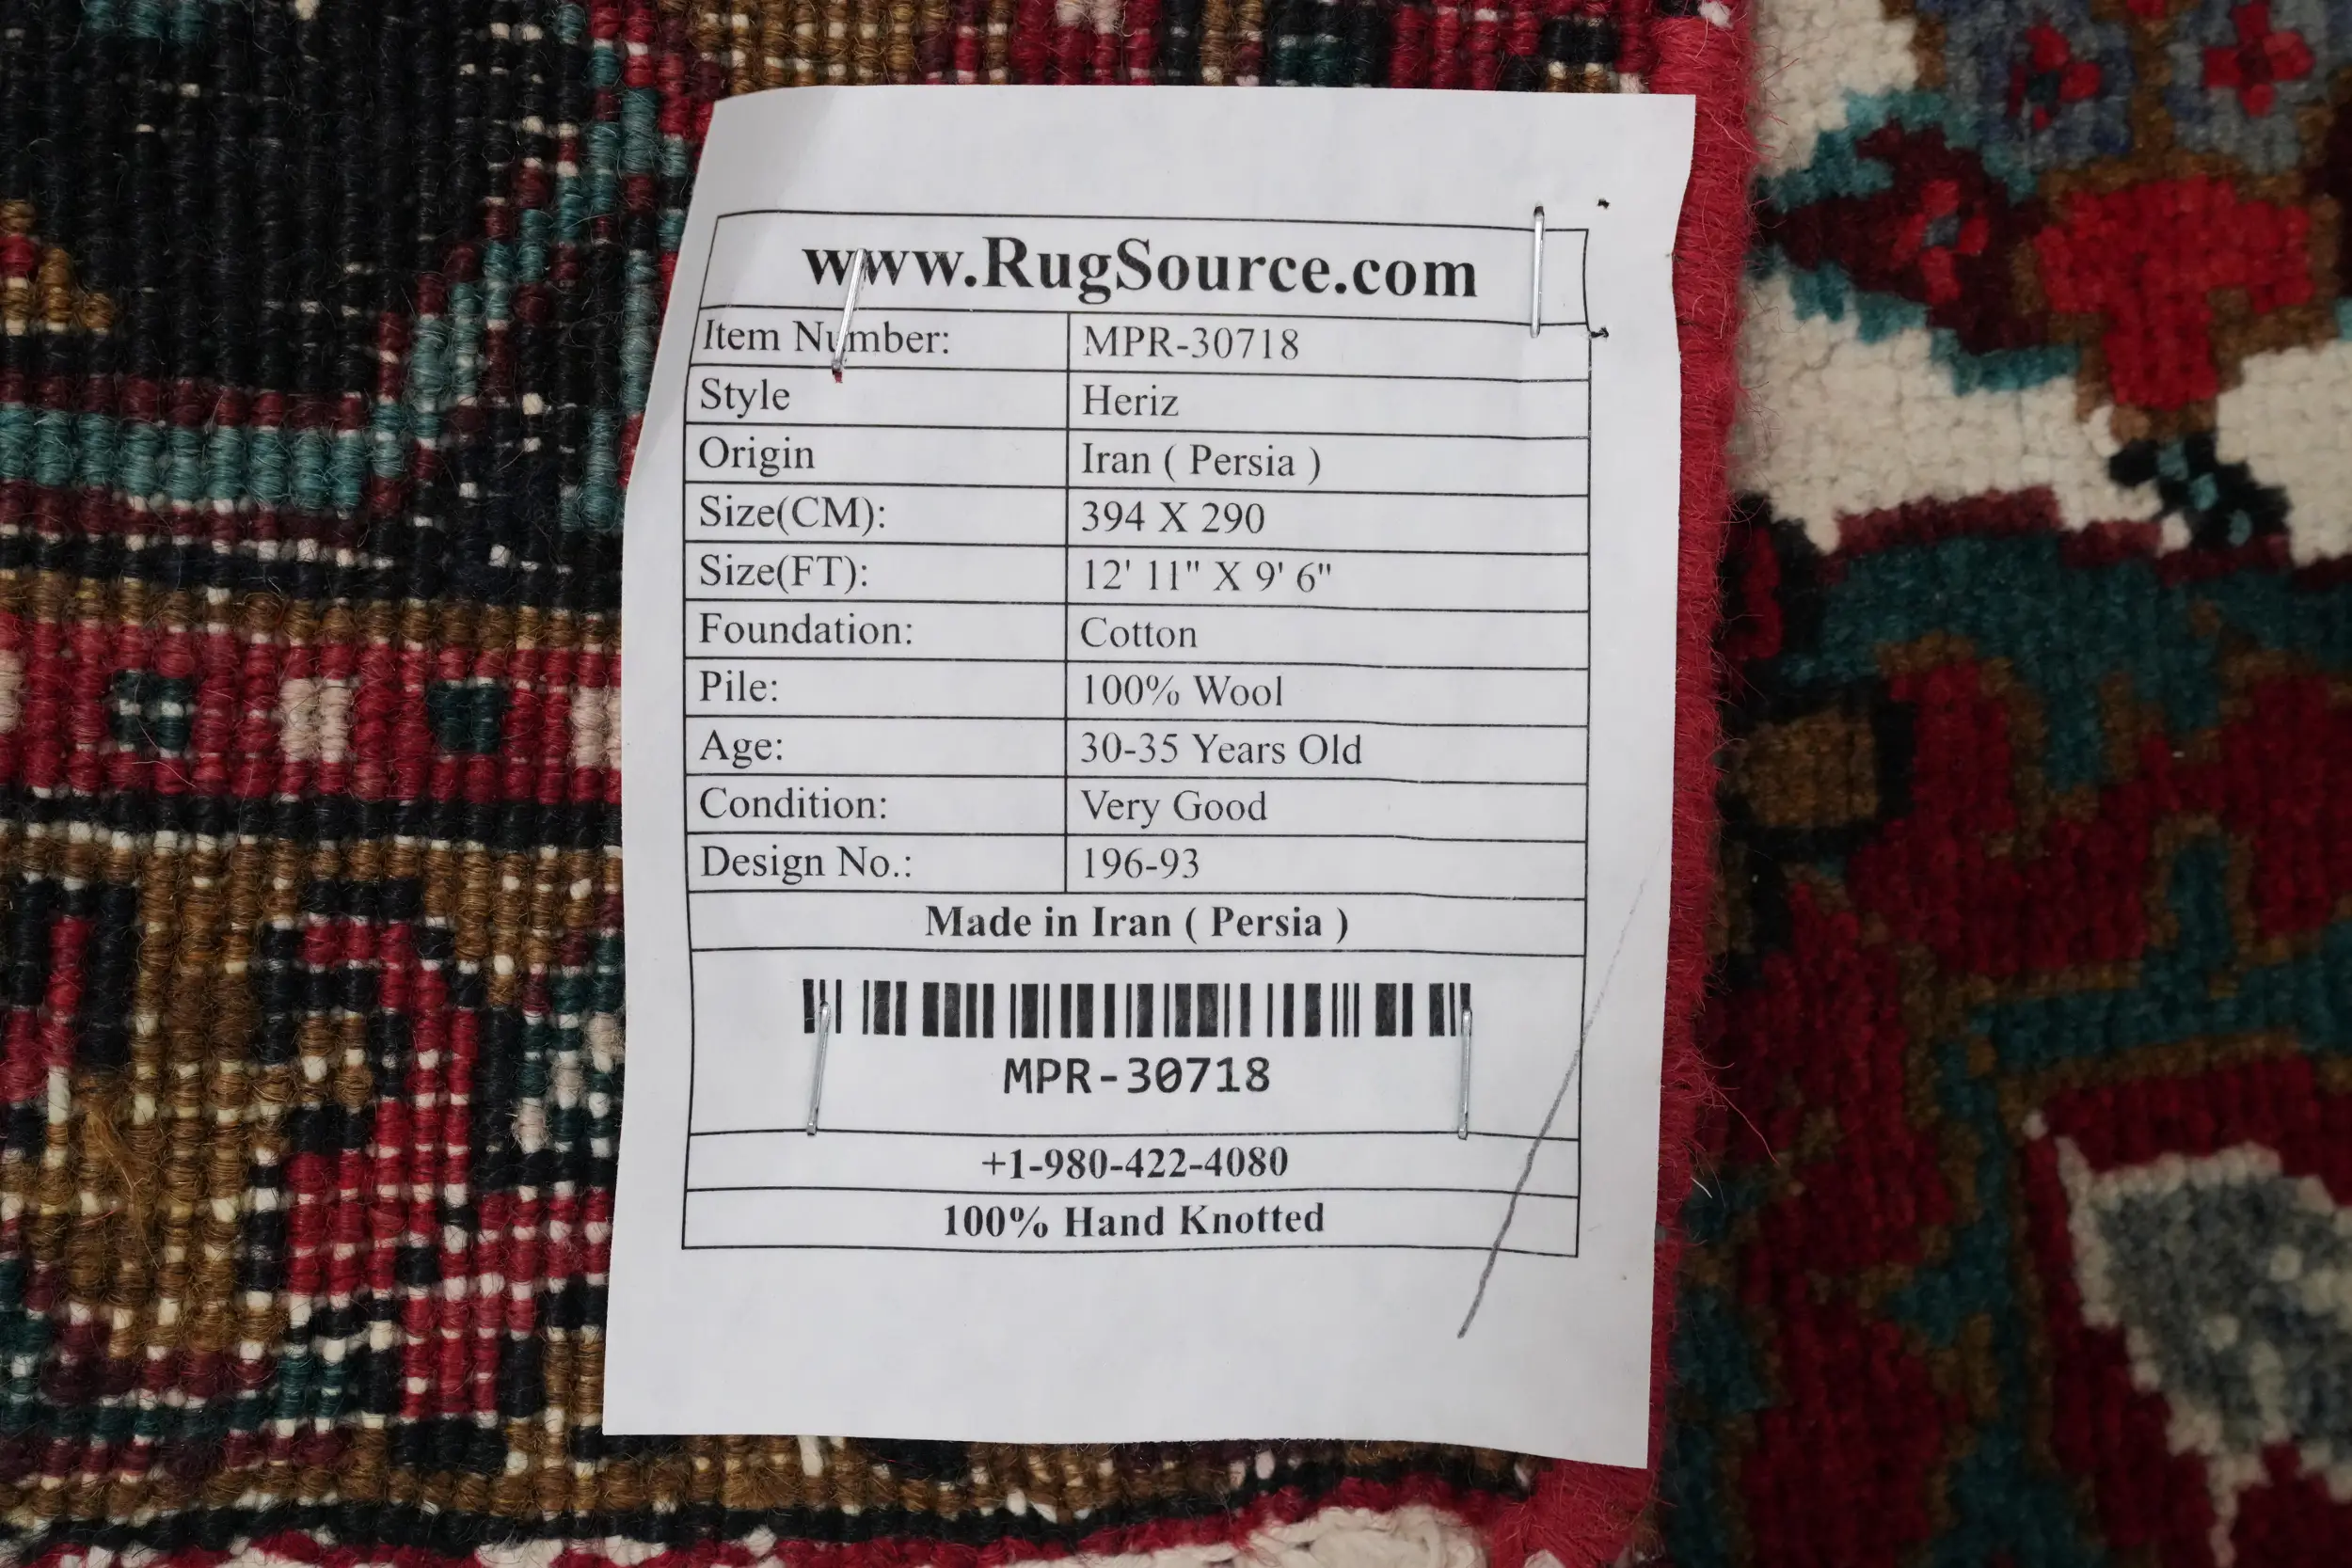 www.RugSource.com
Item Number: MPR-30718
Style Heriz
Origin Iran ( Persia )
Size(CM): 394 X 290
Size(FT): 12' 11" X 9' 6"
Foundation: Cotton
Pile: 100% Wool
Age: 30-35 Years Old
Condition: Very Good
Design No.: 196-93
Made in Iran ( Persia )
MPR-30718
+1-980-422-4080
100% Hand Knotted